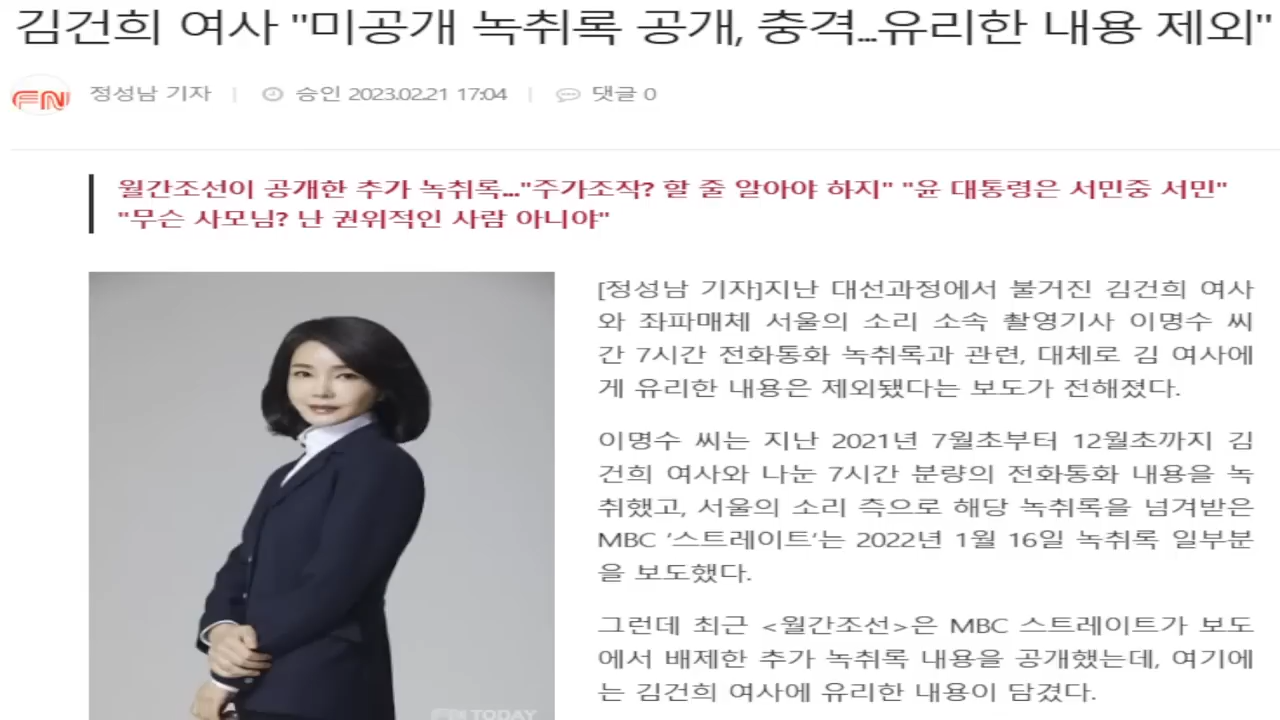 김건희 여사 "미공개 녹취록 공개, 충격...유리한 내용 제외"
FN 정성남 기자 | 승인 2023.02.21 17:04 | 댓글 0
월간조선이 공개한 추가 녹취록..."주가조작? 할 줄 알아야 하지" "윤 대통령은 서민중 서민"
"무슨 사모님? 난 권위적인 사람 아니야"
[정성남 기자]지난 대선과정에서 불거진 김건희 여사
와 좌파매체 서울의 소리 소속 촬영기사 이명수 씨
간 7시간 전화통화 녹취록과 관련, 대체로 김 여사에
게 유리한 내용은 제외됐다는 보도가 전해졌다.
이명수 씨는 지난 2021년 7월초부터 12월초까지 김
건희 여사와 나눈 7시간 분량의 전화통화 내용을 녹
취했고, 서울의 소리 측으로 해당 녹취록을 넘겨받은
MBC '스트레이트'는 2022년 1월 16일 녹취록 일부분
을 보도했다.
그런데 최근 <월간조선>은 MBC 스트레이트가 보도
에서 배제한 추가 녹취록 내용을 공개했는데, 여기에
는 김건희 여사에 유리한 내용이 담겼다.
FN TODAY